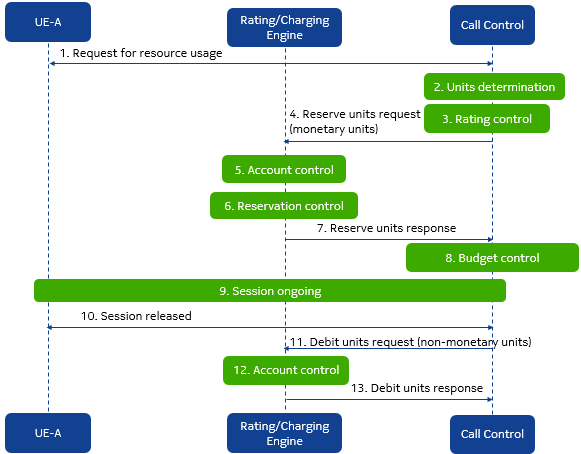 UE-A
Rating/Charging
Engine
Call Control
1. Request for resource usage
2. Units determination
3. Rating control
4. Reserve units request
(monetary units)
5. Account control
6. Reservation control
7. Reserve units response
8. Budget control
9. Session ongoing
10. Session released
11. Debit units request (non-monetary units)
12. Account control
13. Debit units response
UE-A
Rating/Charging
Engine
Call Control